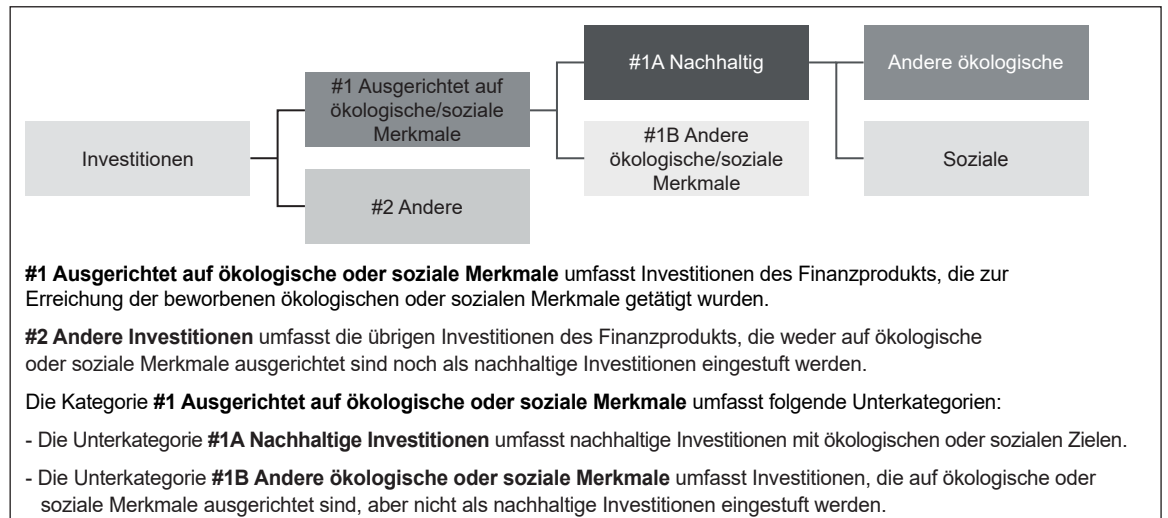 #1A Nachhaltig
Andere ökologische
#1 Ausgerichtet auf
ökologische/soziale
Merkmale
Investitionen
#1B Andere
ökologische/soziale
Merkmale
Soziale
#2 Andere
#1 Ausgerichtet auf ökologische oder soziale Merkmale umfasst Investitionen des Finanzprodukts, die zur
Erreichung der beworbenen ökologischen oder sozialen Merkmale getätigt wurden.
#2 Andere Investitionen umfasst die übrigen Investitionen des Finanzprodukts, die weder auf ökologische
oder soziale Merkmale ausgerichtet sind noch als nachhaltige Investitionen eingestuft werden.
Die Kategorie #1 Ausgerichtet auf ökologische oder soziale Merkmale umfasst folgende Unterkategorien:
- Die Unterkategorie #1A Nachhaltige Investitionen umfasst nachhaltige Investitionen mit ökologischen oder sozialen Zielen.
- Die Unterkategorie #1B Andere ökologische oder soziale Merkmale umfasst Investitionen, die auf ökologische oder
soziale Merkmale ausgerichtet sind, aber nicht als nachhaltige Investitionen eingestuft werden.